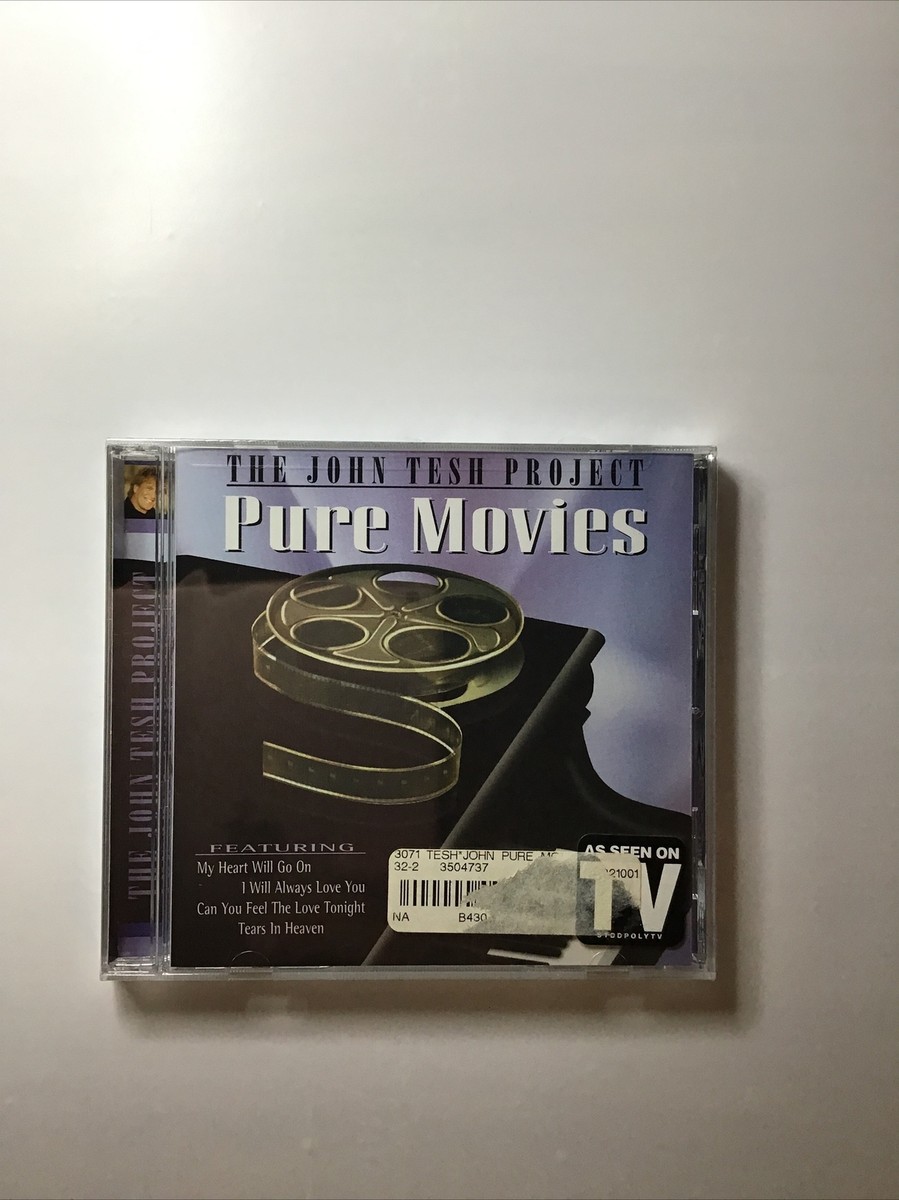 THE JOHN TESH PROJECT
Pure Movies
THE JOHN TESH PROJECT
FEATURING
My Heart Will Go On
I Will Always Love You
Can You Feel The Love Tonight
Tears In Heaven
3071 TESH*JOHN PURE
32-2 3504737
21001
NA B430
AS SEEN ON
TV